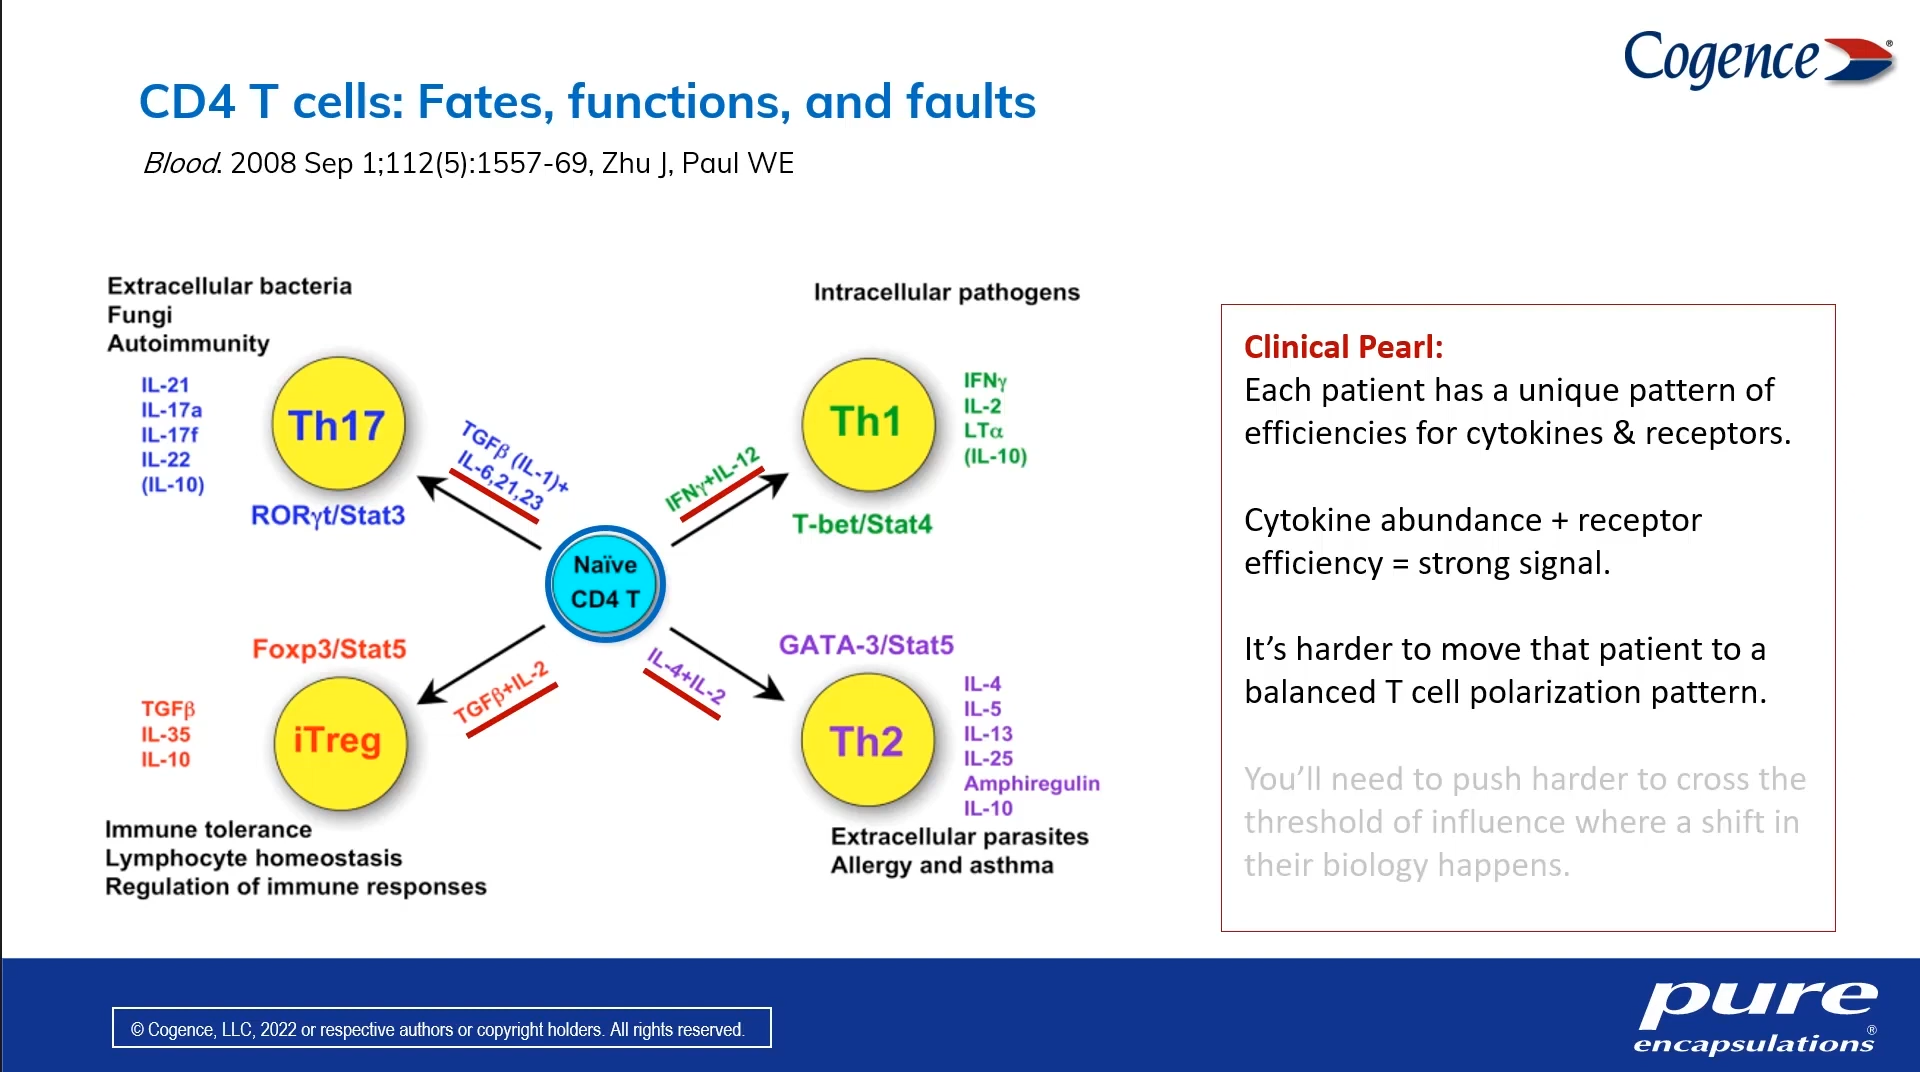 Cogence®
CD4 T cells: Fates, functions, and faults
Blood. 2008 Sep 1;112(5):1557-69, Zhu J, Paul WE
Extracellular bacteria
Fungi
Autoimmunity
IL-21
IL-17a
IL-17f
IL-22
(IL-10)
Th17
RORγt/Stat3
TGFβ (IL-1)+
IL-6,21,23
Intracellular pathogens
Th1
IFNγ
IL-2
LTα
(IL-10)
T-bet/Stat4
IFNγ+IL-12
Naïve
CD4 T
Foxp3/Stat5
TGFβ
IL-35
IL-10
iTreg
TGFβ+IL-2
Immune tolerance
Lymphocyte homeostasis
Regulation of immune responses
IL-4+IL-2
GATA-3/Stat5
Th2
IL-4
IL-5
IL-13
IL-25
Amphiregulin
IL-10
Extracellular parasites
Allergy and asthma
Clinical Pearl:
Each patient has a unique pattern of
efficiencies for cytokines & receptors.
Cytokine abundance + receptor
efficiency = strong signal.
It’s harder to move that patient to a
balanced T cell polarization pattern.
You’ll need to push harder to cross the
threshold of influence where a shift in
their biology happens.
© Cogence, LLC, 2022 or respective authors or copyright holders. All rights reserved.
pure
encapsulations®